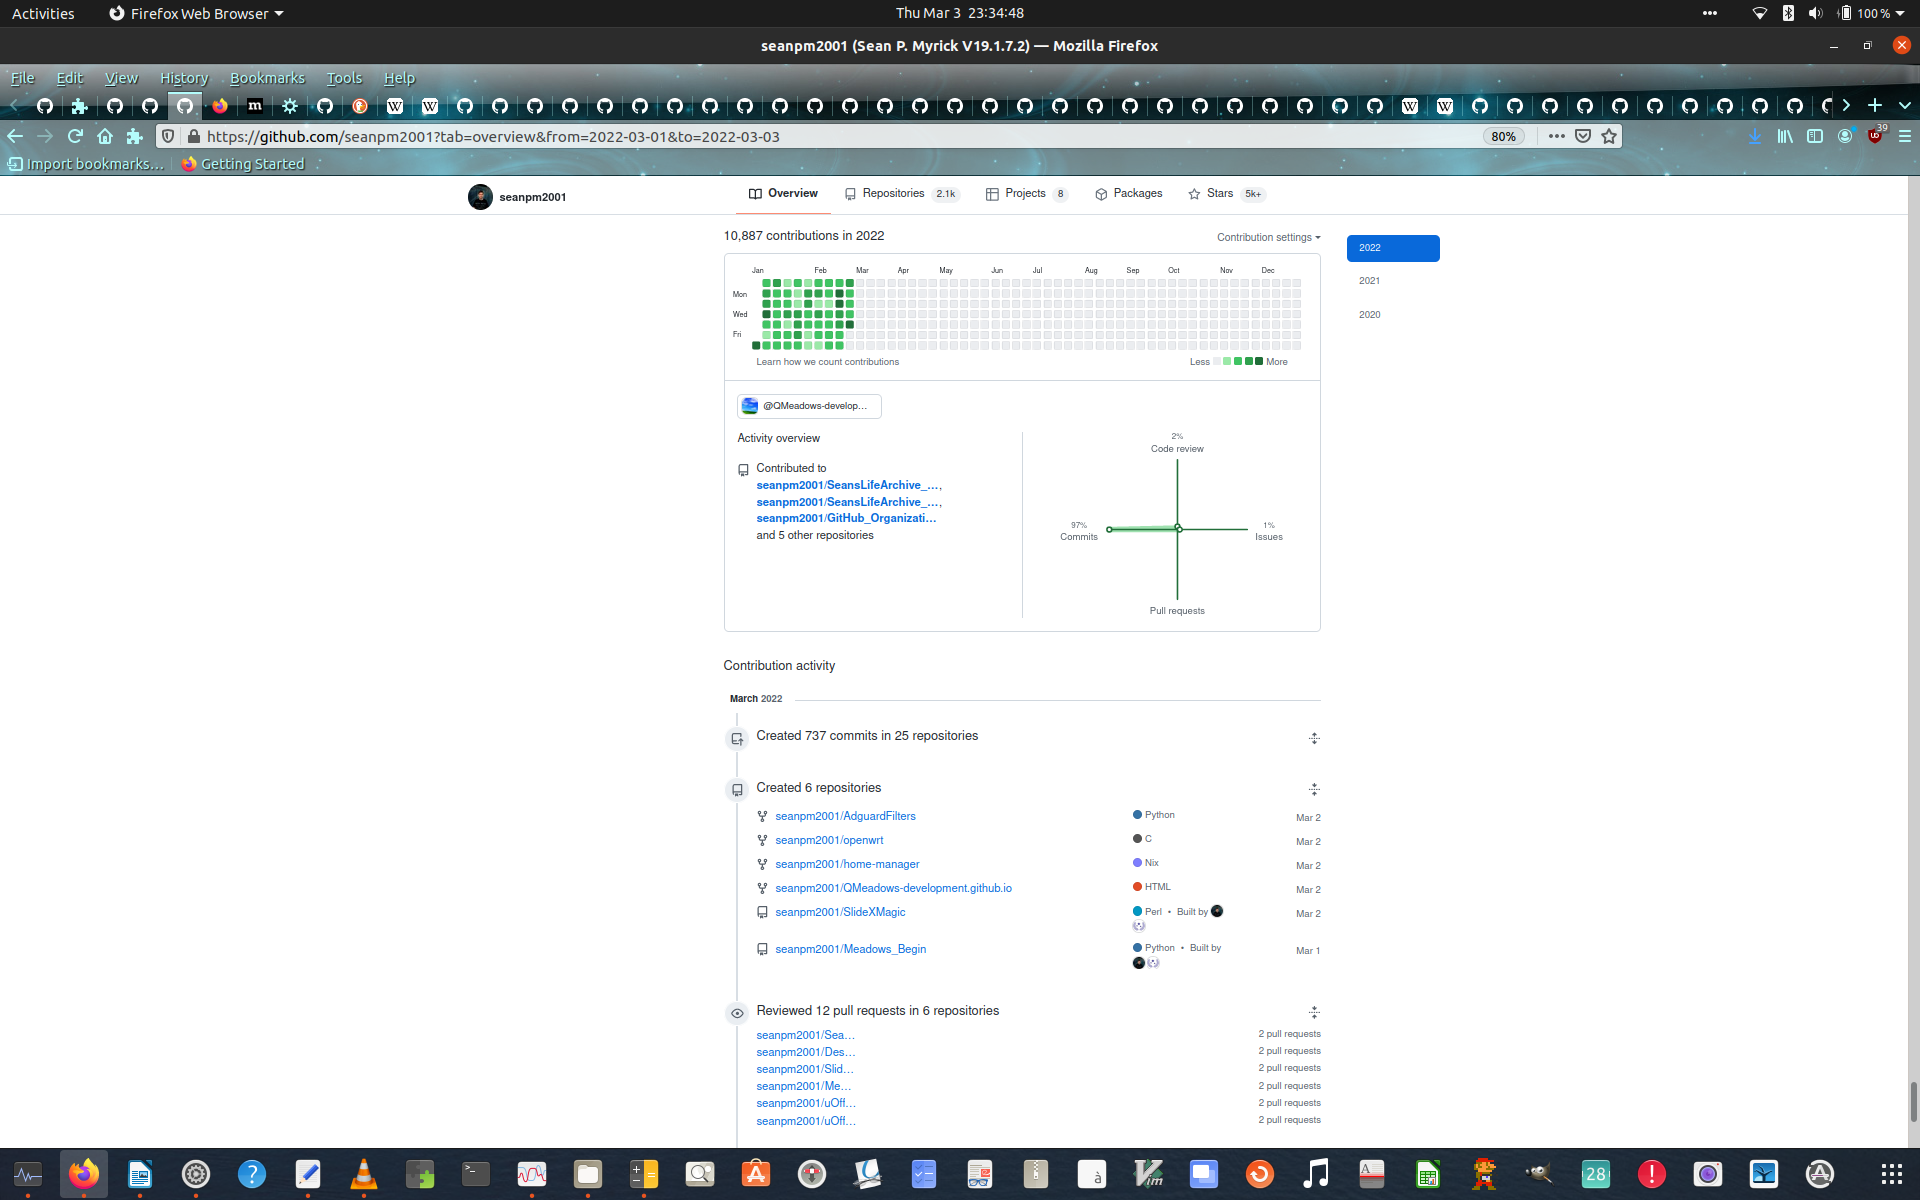 Activities
Firefox Web Browser
Thu Mar 3 23:34:48
100 %
seanpm2001 (Sean P. Myrick V19.1.7.2) — Mozilla Firefox
File Edit View History Bookmarks Tools Help
https://github.com/seanpm2001?tab=overview&from=2022-03-01&to=2022-03-03
80%
39
Import bookmarks... Getting Started
seanpm2001
Overview
Repositories 2.1k
Projects 8
Packages
Stars 5k+
10,887 contributions in 2022
Contribution settings
2022
2021
2020
Jan Feb Mar Apr May Jun Jul Aug Sep Oct Nov Dec
Mon
Wed
Fri
Learn how we count contributions
Less More
@QMeadows-develop...
Activity overview
Contributed to
seanpm2001/SeansLifeArchive_...,
seanpm2001/SeansLifeArchive_...,
seanpm2001/GitHub_Organizati...
and 5 other repositories
2%
Code review
97%
Commits
1%
Issues
Pull requests
Contribution activity
March 2022
Created 737 commits in 25 repositories
Created 6 repositories
seanpm2001/AdguardFilters Python Mar 2
seanpm2001/openwrt C Mar 2
seanpm2001/home-manager Nix Mar 2
seanpm2001/QMeadows-development.github.io HTML Mar 2
seanpm2001/SlideXMagic Perl • Built by Mar 2
seanpm2001/Meadows_Begin Python • Built by Mar 1
Reviewed 12 pull requests in 6 repositories
seanpm2001/Sea... 2 pull requests
seanpm2001/Des... 2 pull requests
seanpm2001/Slid... 2 pull requests
seanpm2001/Me... 2 pull requests
seanpm2001/uOff... 2 pull requests
seanpm2001/uOff... 2 pull requests
28